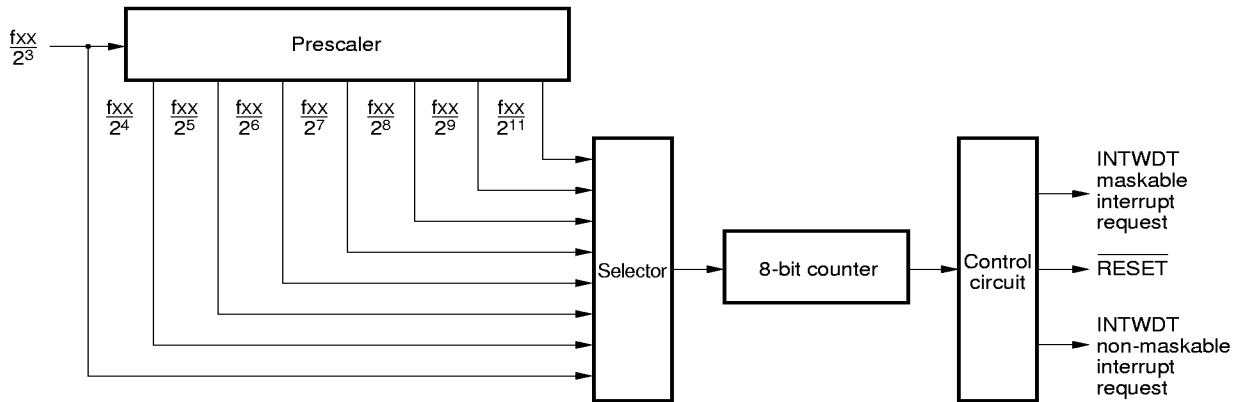 fxx
2³
Prescaler
fxx
2⁴
fxx
2⁵
fxx
2⁶
fxx
2⁷
fxx
2⁸
fxx
2⁹
fxx
2¹¹
Selector
8-bit counter
Control
circuit
INTWDT
maskable
interrupt
request
RESET
INTWDT
non-maskable
interrupt
request